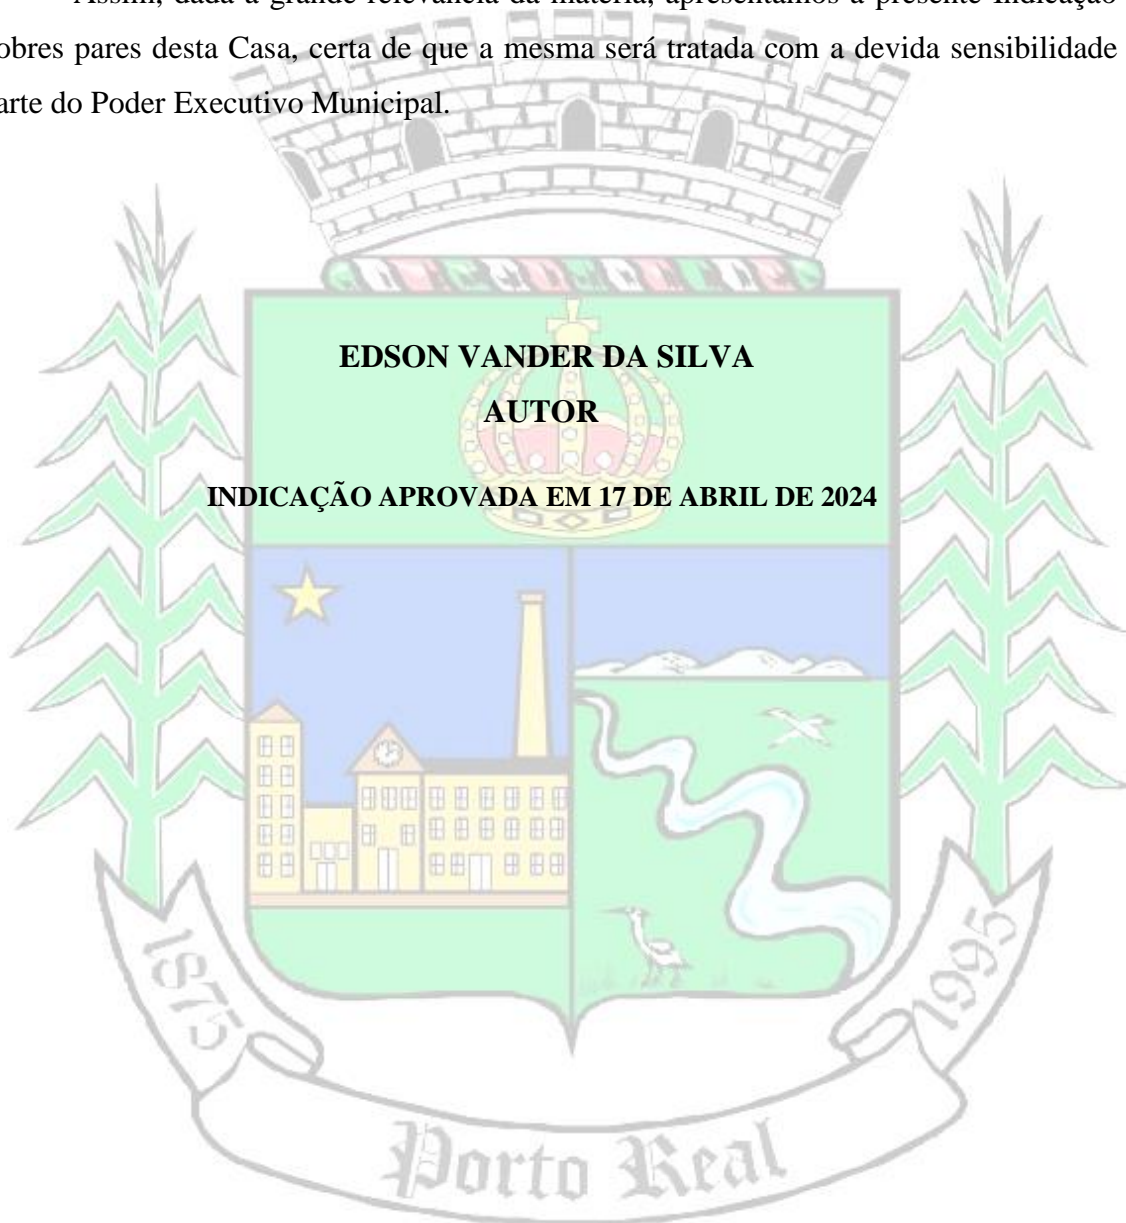 Assim, dada a grande relevância da matéria, apresentamos a presente Indicação
obres pares desta Casa, certa de que a mesma será tratada com a devida sensibilidade
arte do Poder Executivo Municipal.
EDSON VANDER DA SILVA
AUTOR
INDICAÇÃO APROVADA EM 17 DE ABRIL DE 2024
1875
1995
Porto Real